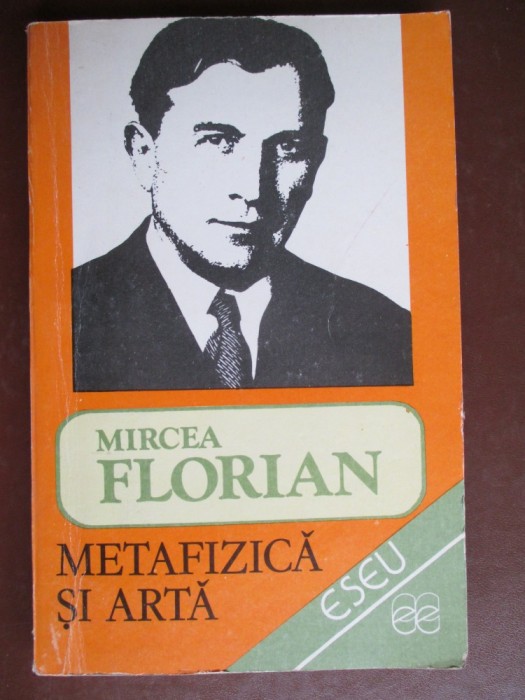 MIRCEA
FLORIAN
METAFIZICĂ
ȘI ARTĂ
ESEU